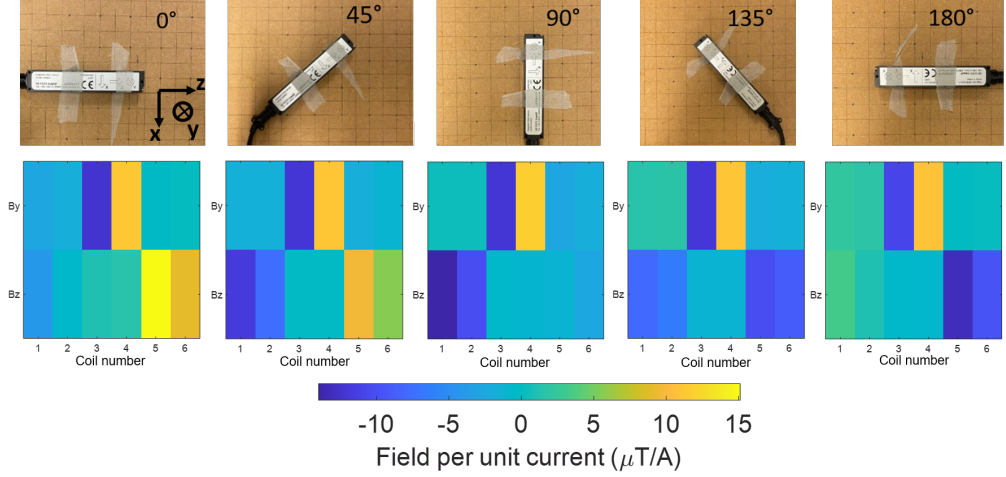 0° 45° 90° 135° 180°
z
x y
By By By By By
Bz Bz Bz Bz Bz
1 2 3 4 5 6 1 2 3 4 5 6 1 2 3 4 5 6 1 2 3 4 5 6 1 2 3 4 5 6
Coil number Coil number Coil number Coil number Coil number
-10 -5 0 5 10 15
Field per unit current (μT/A)